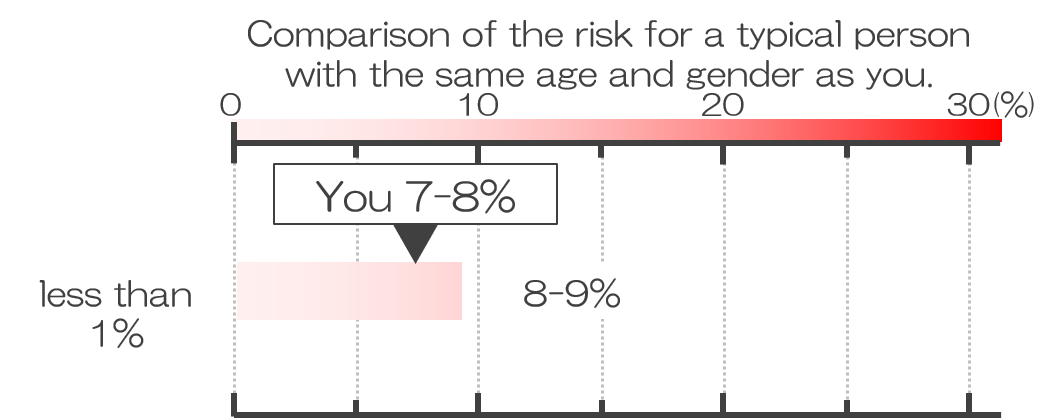 Comparison of the risk for a typical person
with the same age and gender as you.
0 10 20 30(%)
You 7-8%
less than 8-9%
1%